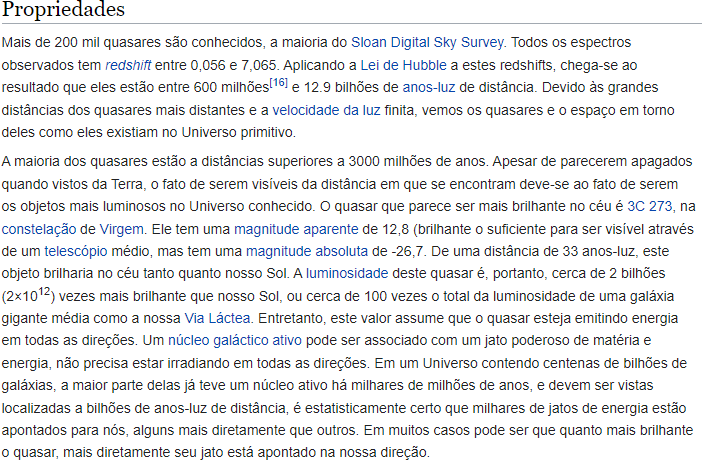 Propriedades
Mais de 200 mil quasares são conhecidos, a maioria do Sloan Digital Sky Survey. Todos os espectros
observados tem redshift entre 0,056 e 7,065. Aplicando a Lei de Hubble a estes redshifts, chega-se ao
resultado que eles estão entre 600 milhões[16] e 12.9 bilhões de anos-luz de distância. Devido às grandes
distâncias dos quasares mais distantes e a velocidade da luz finita, vemos os quasares e o espaço em torno
deles como eles existiam no Universo primitivo.
A maioria dos quasares estão a distâncias superiores a 3000 milhões de anos. Apesar de parecerem apagados
quando vistos da Terra, o fato de serem visíveis da distância em que se encontram deve-se ao fato de serem
os objetos mais luminosos no Universo conhecido. O quasar que parece ser mais brilhante no céu é 3C 273, na
constelação de Virgem. Ele tem uma magnitude aparente de 12,8 (brilhante o suficiente para ser visível através
de um telescópio médio, mas tem uma magnitude absoluta de -26,7. De uma distância de 33 anos-luz, este
objeto brilharia no céu tanto quanto nosso Sol. A luminosidade deste quasar é, portanto, cerca de 2 bilhões
(2×10¹²) vezes mais brilhante que nosso Sol, ou cerca de 100 vezes o total da luminosidade de uma galáxia
gigante média como a nossa Via Láctea. Entretanto, este valor assume que o quasar esteja emitindo energia
em todas as direções. Um núcleo galáctico ativo pode ser associado com um jato poderoso de matéria e
energia, não precisa estar irradiando em todas as direções. Em um Universo contendo centenas de bilhões de
galáxias, a maior parte delas já teve um núcleo ativo há milhares de milhões de anos, e devem ser vistas
localizadas a bilhões de anos-luz de distância, é estatisticamente certo que milhares de jatos de energia estão
apontados para nós, alguns mais diretamente que outros. Em muitos casos pode ser que quanto mais brilhante
o quasar, mais diretamente seu jato está apontado na nossa direção.